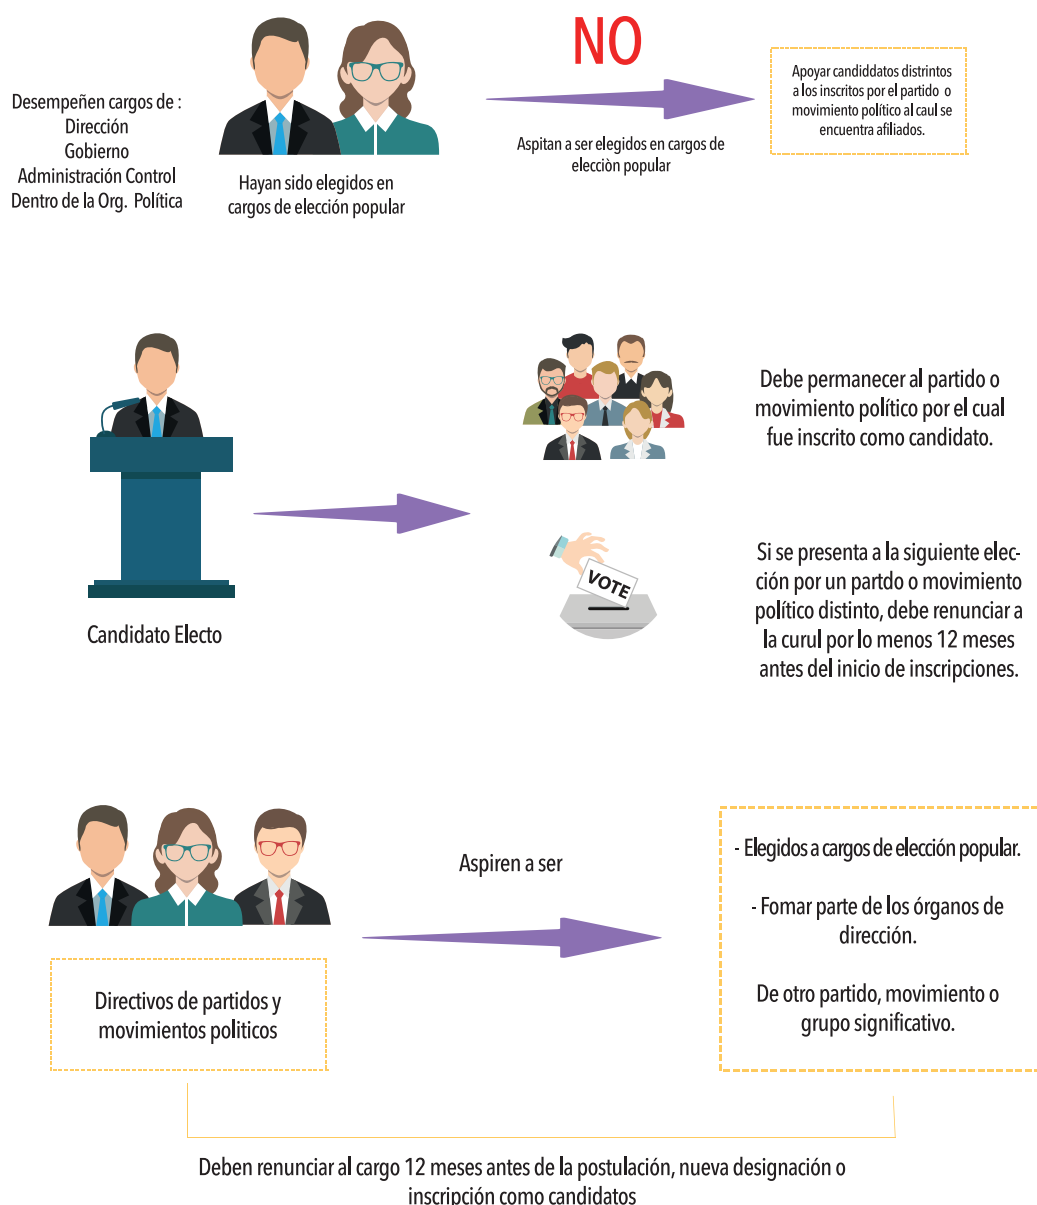 Desempeñen cargos de :
Dirección
Gobierno
Administración Control
Dentro de la Org. Política
Hayan sido elegidos en
cargos de elección popular
NO
Aspitan a ser elegidos en cargos de
elecciòn popular
Apoyar candiddatos distrintos
a los inscritos por el partido o
movimiento político al caul se
encuentra afiliados.
Candidato Electo
Debe permanecer al partido o
movimiento político por el cual
fue inscrito como candidato.
VOTE
Si se presenta a la siguiente elec-
ción por un partdo o movimiento
político distinto, debe renunciar a
la curul por lo menos 12 meses
antes del inicio de inscripciones.
Directivos de partidos y
movimientos politicos
Aspiren a ser
- Elegidos a cargos de elección popular.
- Fomar parte de los órganos de
dirección.
De otro partido, movimiento o
grupo significativo.
Deben renunciar al cargo 12 meses antes de la postulación, nueva designación o
inscripción como candidatos